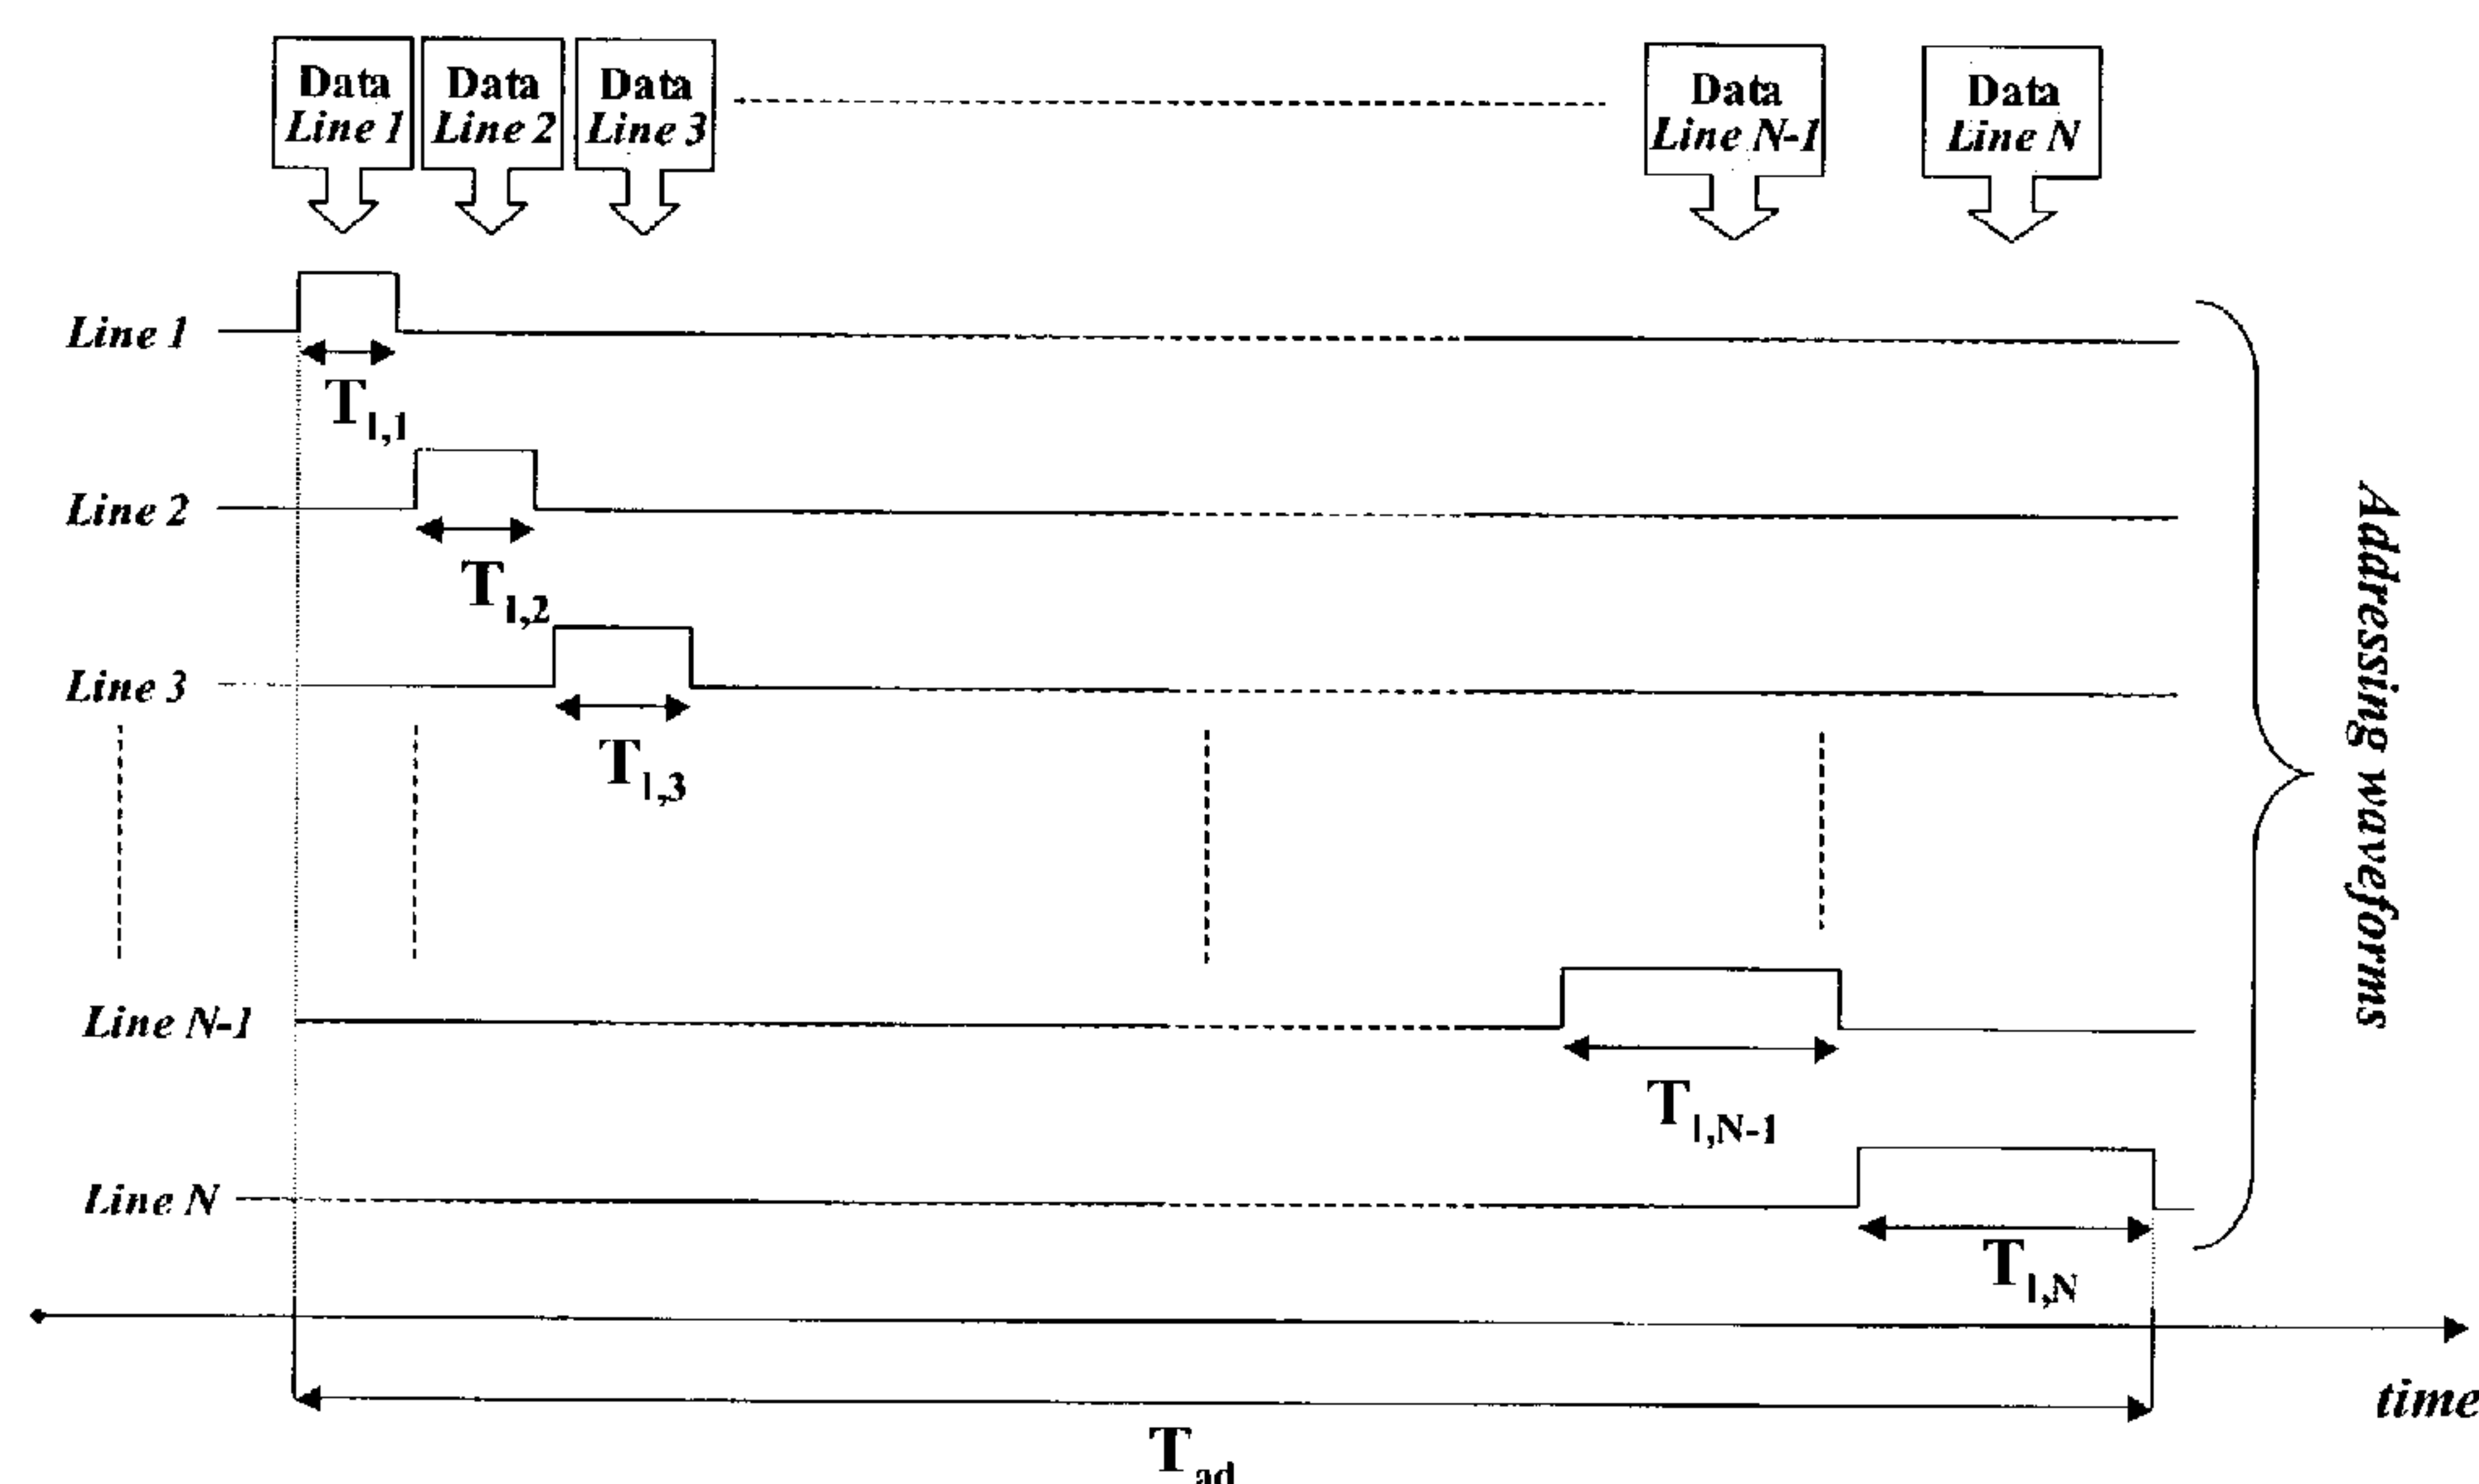 Data
Line 1
Data
Line 2
Data
Line 3
Data
Line N-1
Data
Line N
Line 1
T1,1
Line 2
T1,2
Line 3
T1,3
Line N-1
T1,N-1
Line N
T1,N
Addressing waveforms
time
Tad